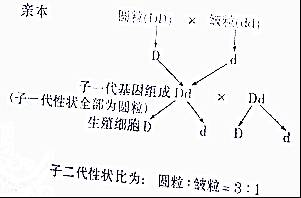 亲本 圆粒(DD) × 皱粒(dd)
D d
子一代基因组成 Dd × Dd
(子一代性状全部为圆粒)
生殖细胞D d D d
子二代性状比为: 圆粒:皱粒=3:1